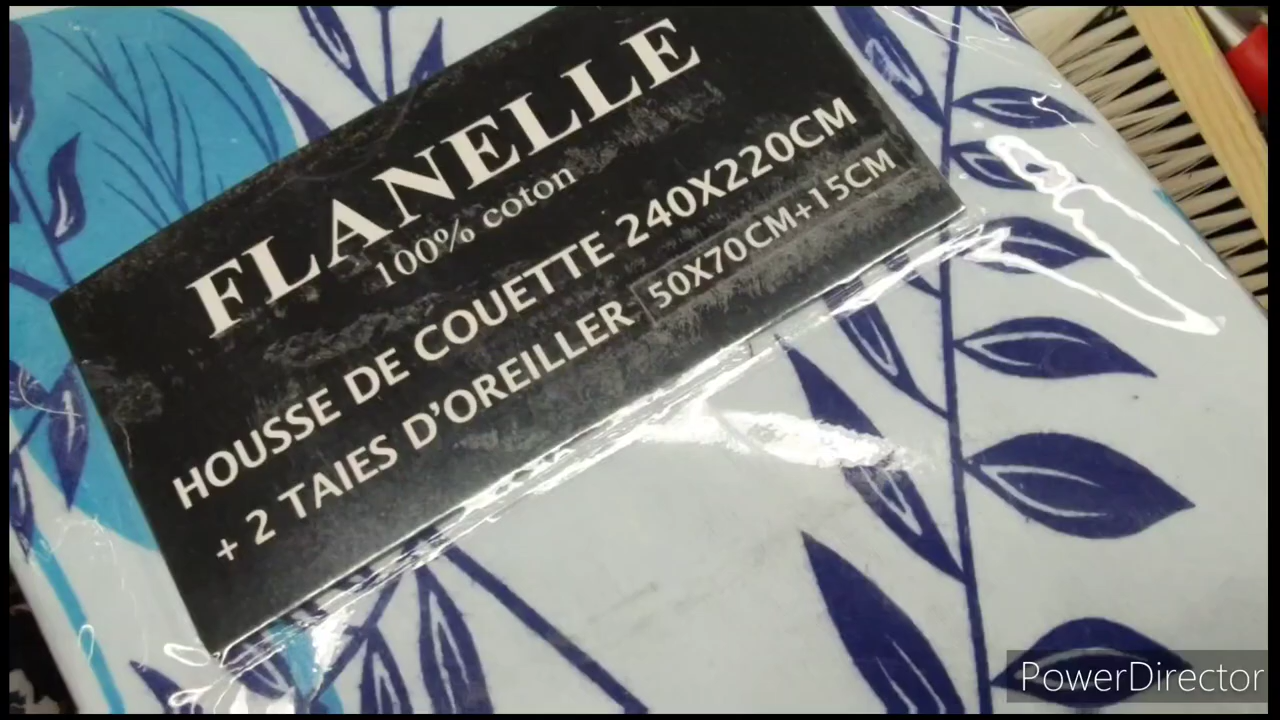 FLANELLE
100% coton
HOUSSE DE COUETTE 240X220CM
+ 2 TAIES D'OREILLER 50X70CM+15CM
PowerDirector